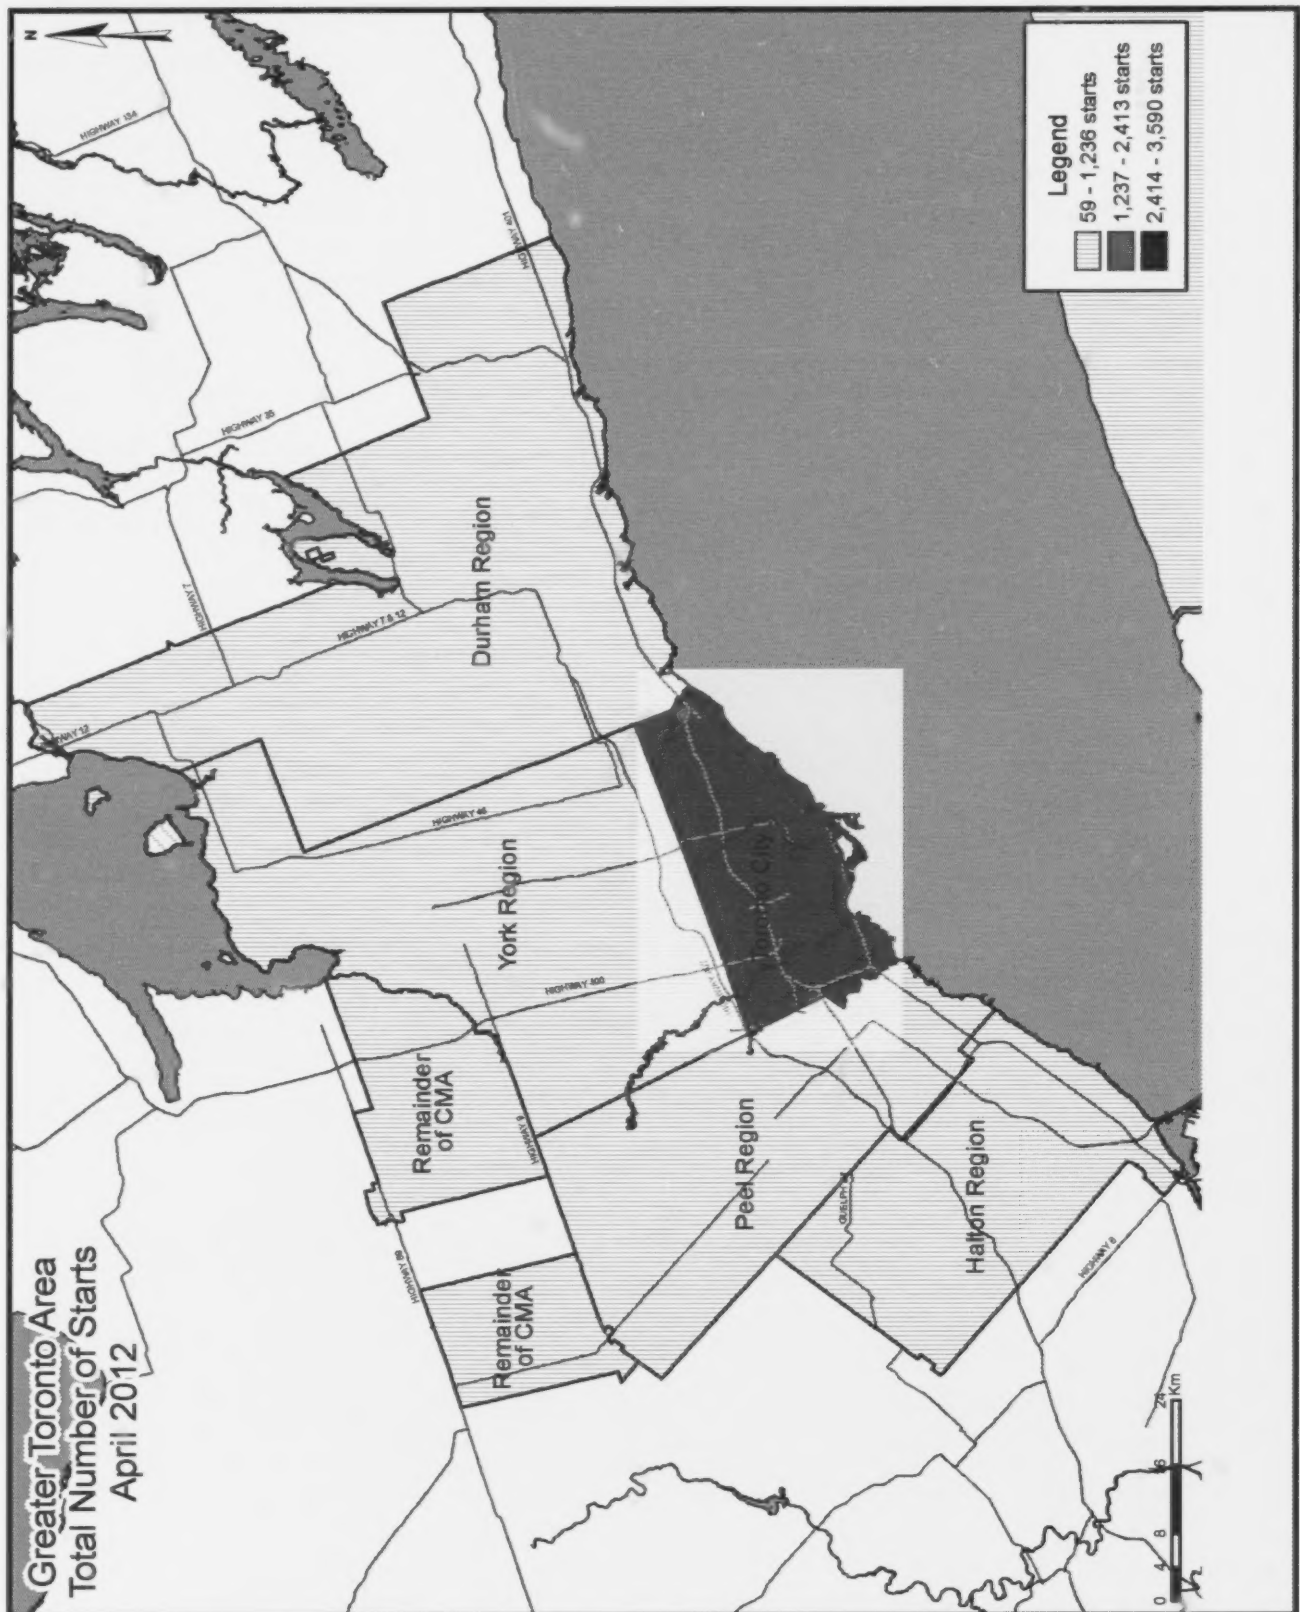 Greater Toronto Area
Total Number of Starts
April 2012
N
HIGHWAY 134
HIGHWAY 35
HIGHWAY 7
HIGHWAY 12
HIGHWAY 7 & 12
HIGHWAY 401
Durham Region
HIGHWAY 48
York Region
HIGHWAY 400
Remainder
of CMA
HIGHWAY 9
HIGHWAY 89
Remainder
of CMA
Toronto City
Peel Region
GUELPH
Halton Region
HIGHWAY 8
0 4 8 16 24
Km
Legend
59 - 1,236 starts
1,237 - 2,413 starts
2,414 - 3,590 starts